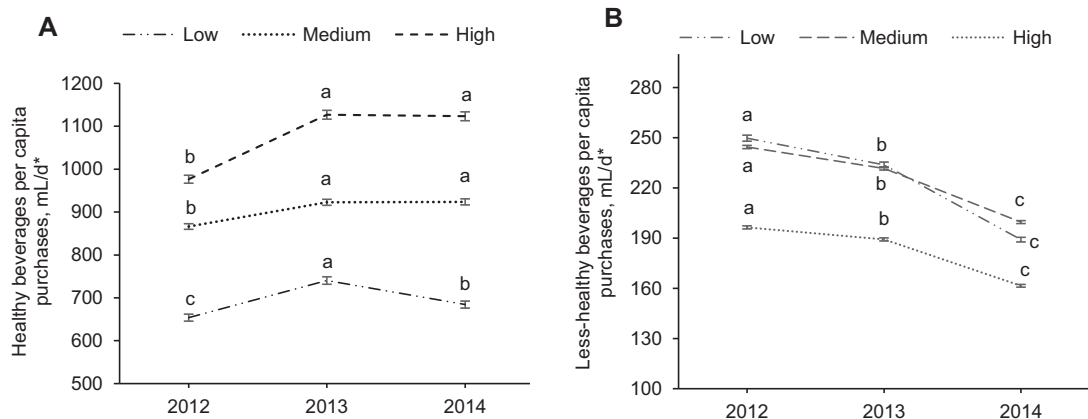 A
Low Medium High
Healthy beverages per capita
purchases, mL/d*
1200
1100
1000
900
800
700
600
500
a
a
b
a
a
b
a
b
c
2012 2013 2014
B
Low Medium High
Less-healthy beverages per capita
purchases, mL/d*
280
250
220
190
160
130
100
a
b
a
b
c
a
b
c
c
2012 2013 2014